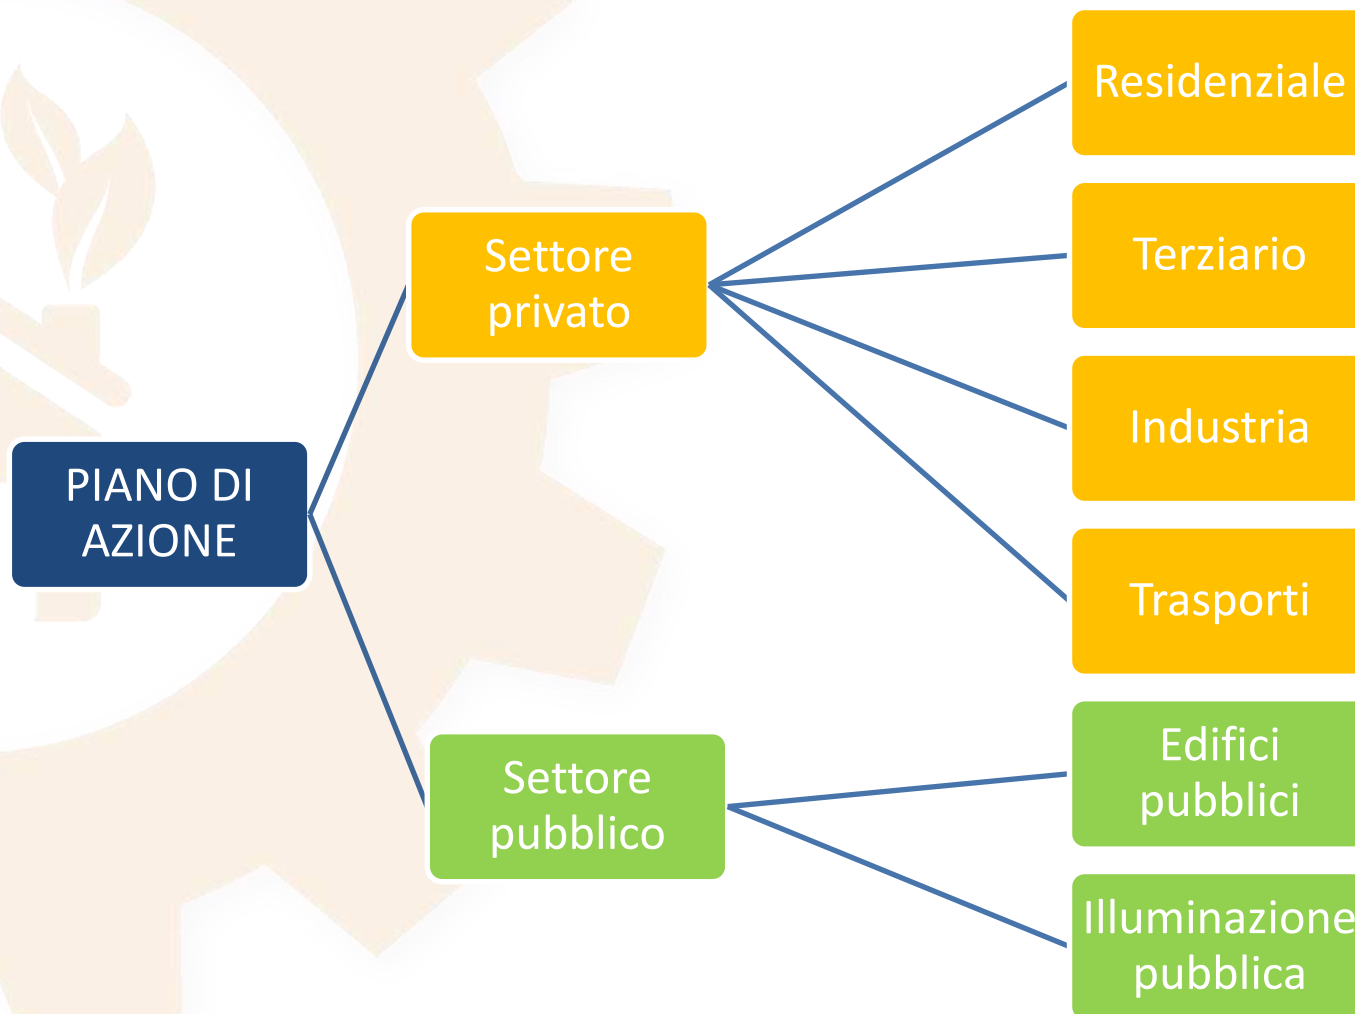 PIANO DI
AZIONE
Settore
privato
Residenziale
Terziario
Industria
Trasporti
Settore
pubblico
Edifici
pubblici
Illuminazione
pubblica